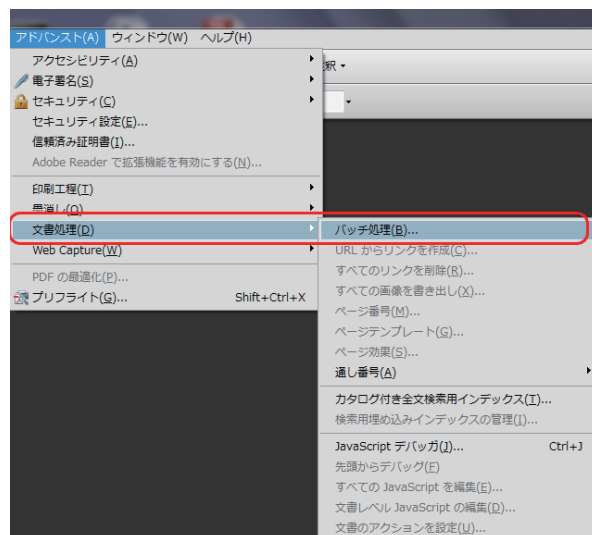 アドバンスト(A) ウィンドウ(W) ヘルプ(H)
アクセシビリティ(A)
電子署名(S)
セキュリティ(C)
セキュリティ設定(E)...
信頼済み証明書(I)...
Adobe Reader で拡張機能を有効にする(N)...
印刷工程(T)
墨消し(O)
文書処理(D)
Web Capture(W)
PDF の最適化(P)...
プリフライト(G)... Shift+Ctrl+X
釈
バッチ処理(B)...
URL からリンクを作成(C)...
すべてのリンクを削除(R)...
すべての画像を書き出し(X)...
ページ番号(M)...
ページテンプレート(G)...
ページ効果(S)...
通し番号(A)
カタログ付き全文検索用インデックス(T)...
検索用埋め込みインデックスの管理(I)...
JavaScript デバッガ(J)... Ctrl+J
先頭からデバッグ(F)
すべての JavaScript を編集(E)...
文書レベル JavaScript の編集(D)...
文書のアクションを設定(U)...